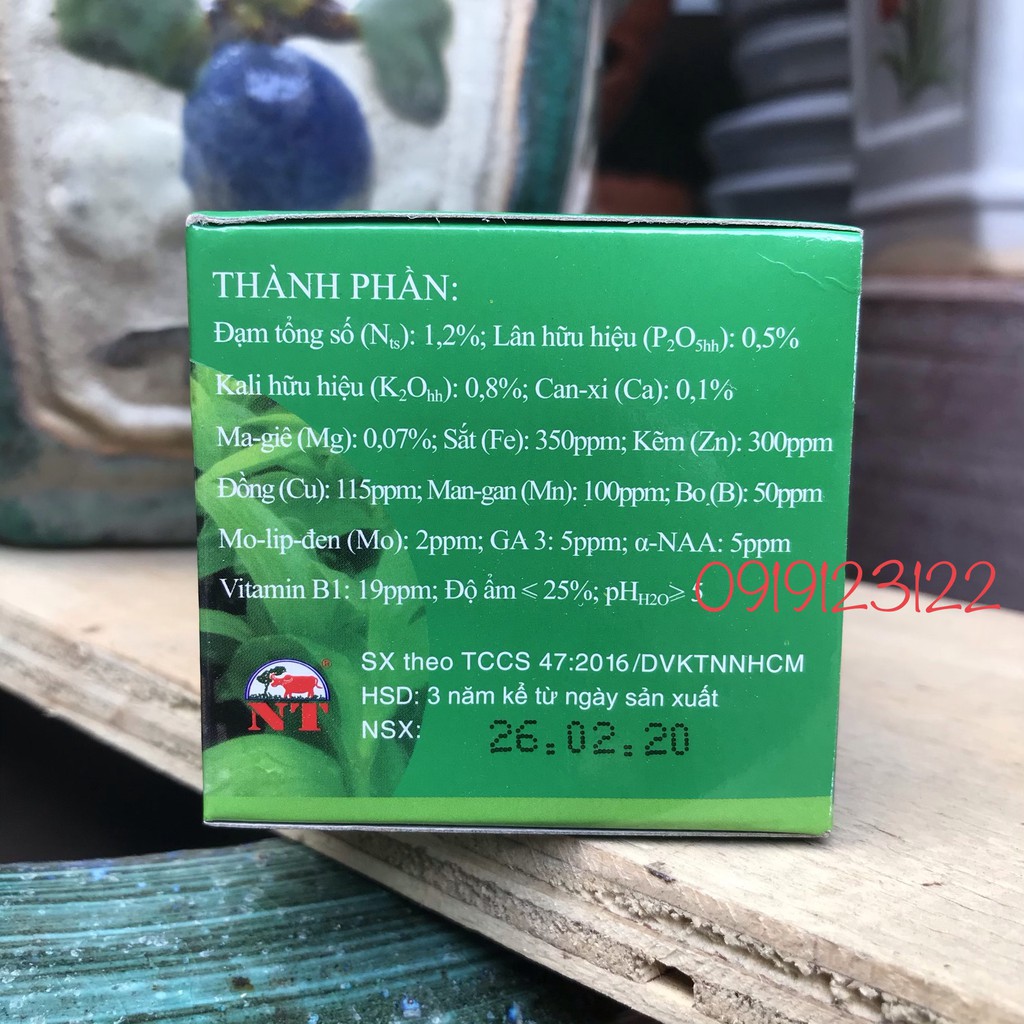 THÀNH PHẦN:
Đạm tổng số (Nts): 1,2%; Lân hữu hiệu (P2O5hh): 0,5%
Kali hữu hiệu (K2Ohh): 0,8%; Can-xi (Ca): 0,1%
Ma-giê (Mg): 0,07%; Sắt (Fe): 350ppm; Kẽm (Zn): 300ppm
Đồng (Cu): 115ppm; Man-gan (Mn): 100ppm; Bo (B): 50ppm
Mo-lip-đen (Mo): 2ppm; GA 3: 5ppm; α-NAA: 5ppm
Vitamin B1: 19ppm; Độ ẩm ⩽ 25%; pHH2O⩾ 5
0919123122
NT®
SX theo TCCS 47:2016/DVKTNNHCM
HSD: 3 năm kể từ ngày sản xuất
NSX: 26.02.20